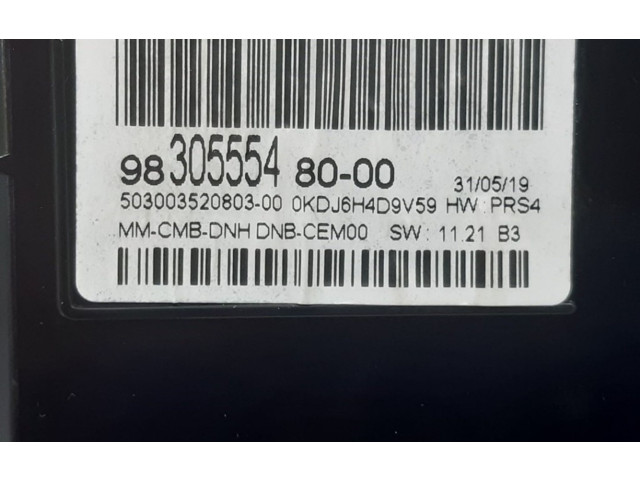 98 305554 80-00 31/05/19
503003520803-00 0KDJ6H4D9V59 HW : PRS4
MM-CMB-DNH DNB-CEM00 SW : 11.21 B3